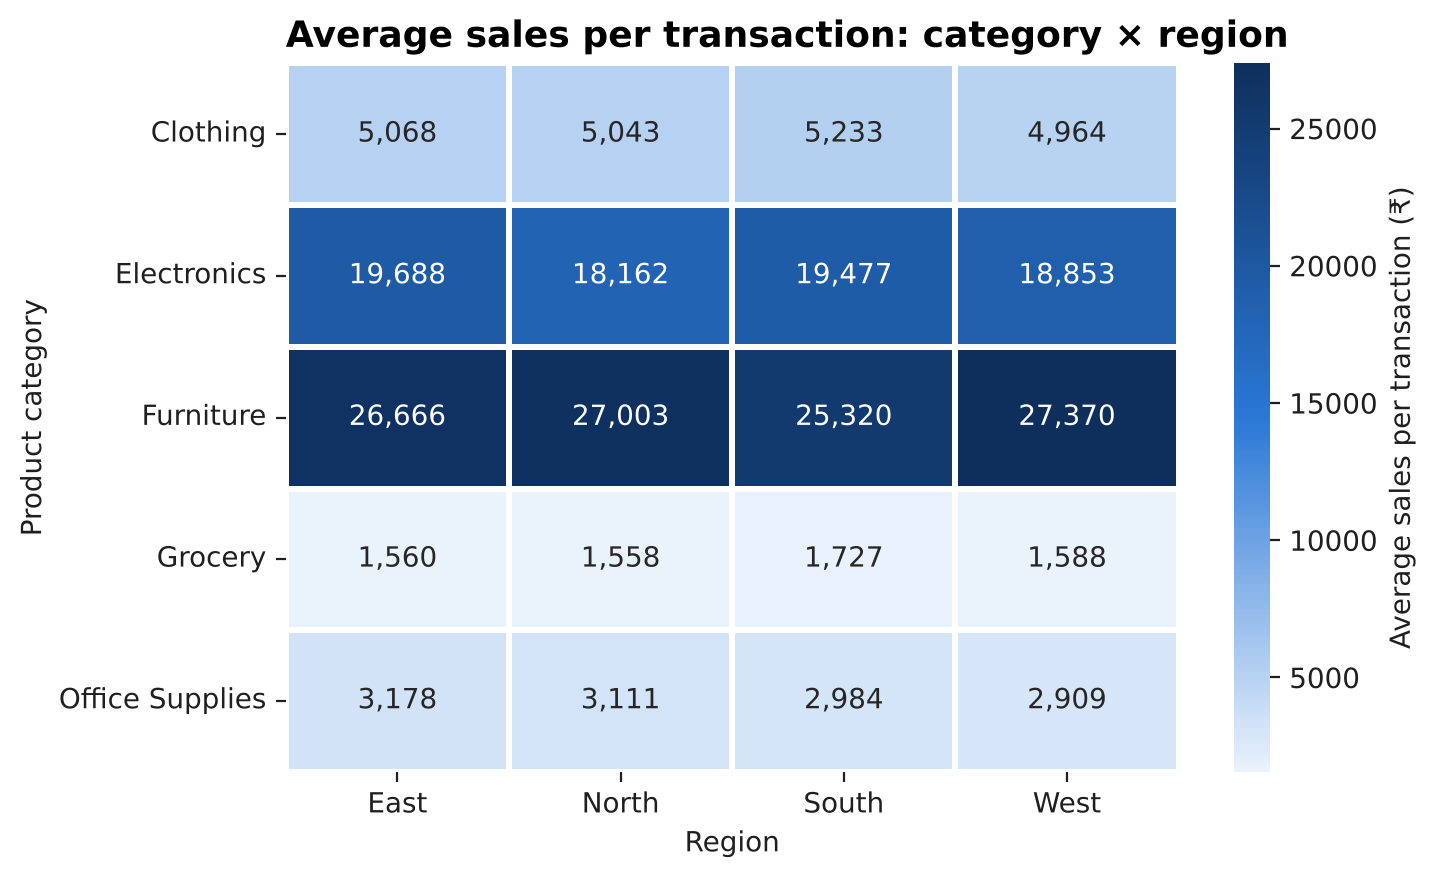 Average sales per transaction: category × region
Clothing
5,068 5,043 5,233 4,964
Electronics
19,688 18,162 19,477 18,853
Furniture
26,666 27,003 25,320 27,370
Grocery
1,560 1,558 1,727 1,588
Office Supplies
3,178 3,111 2,984 2,909
East North South West
Region
Product category
25000
20000
15000
10000
5000
Average sales per transaction (₹)